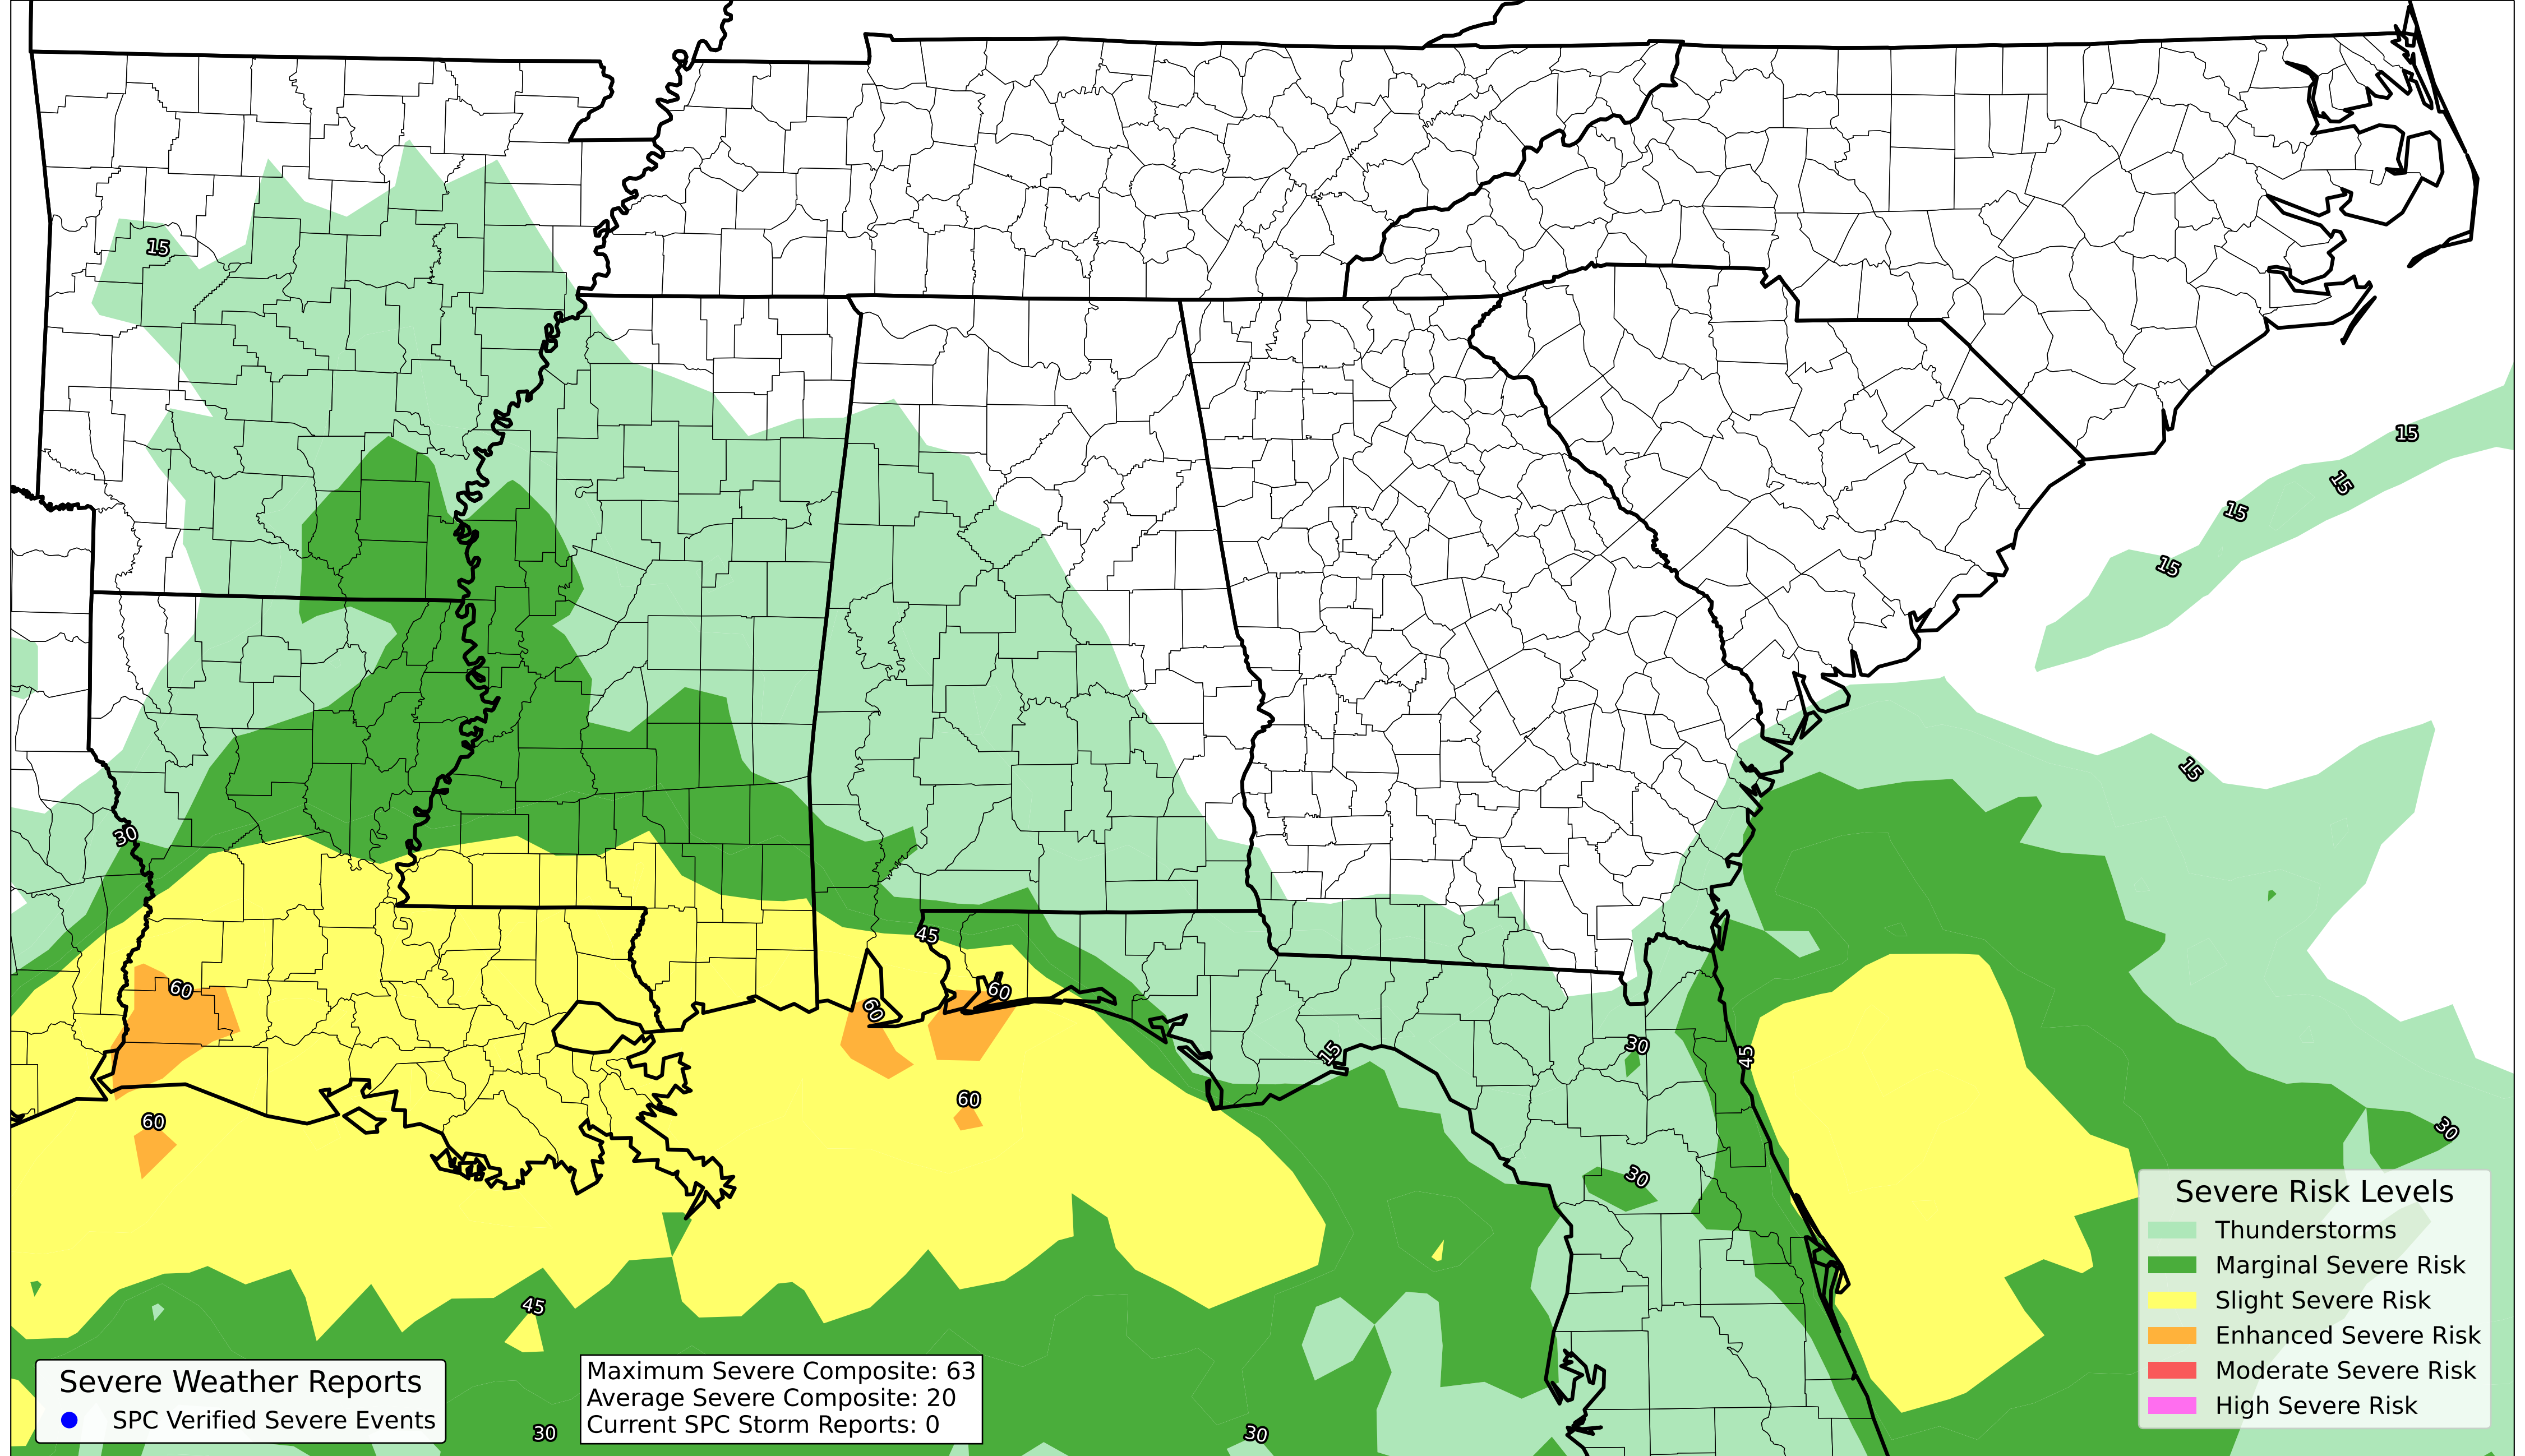 15
15
15
15
15
15
30
45
60
60
60
15
30
45
60
60
30
30
45
30
30
Severe Risk Levels
Thunderstorms
Marginal Severe Risk
Slight Severe Risk
Enhanced Severe Risk
Moderate Severe Risk
High Severe Risk
Severe Weather Reports
SPC Verified Severe Events
Maximum Severe Composite: 63
Average Severe Composite: 20
Current SPC Storm Reports: 0